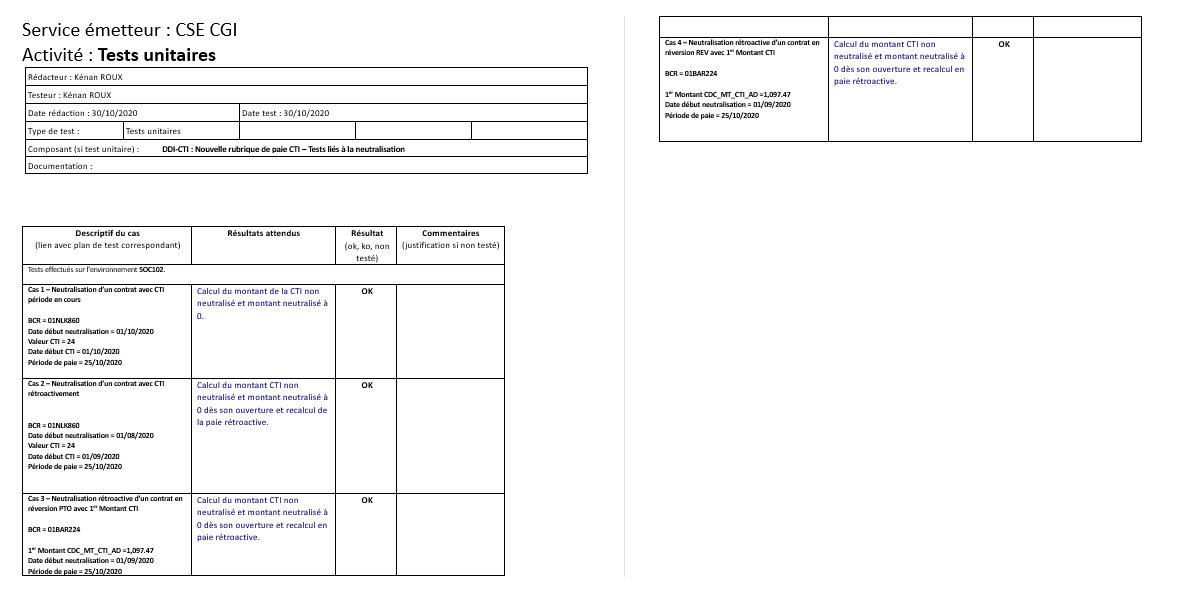 Service émetteur : CSE CGI
Activité : Tests unitaires
Rédacteur : Kénan ROUX
Testeur : Kénan ROUX
Date rédaction : 30/10/2020 Date test : 30/10/2020
Type de test : Tests unitaires
Composant (si test unitaire) : DDI-CTI : Nouvelle rubrique de paie CTI – Tests liés à la neutralisation
Documentation :
Descriptif du cas
(lien avec plan de test correspondant)
Résultats attendus
Résultat
(ok, ko, non
testé)
Commentaires
(justification si non testé)
Tests effectués sur l'environnement SOC102.
Cas 1 – Neutralisation d'un contrat avec CTI
période en cours
BCR = 01NLK860
Date début neutralisation = 01/10/2020
Valeur CTI = 24
Date début CTI = 01/10/2020
Période de paie = 25/10/2020
Calcul du montant de la CTI non
neutralisé et montant neutralisé à
0.
OK
Cas 2 – Neutralisation d'un contrat avec CTI
rétroactivement
BCR = 01NLK860
Date début neutralisation = 01/08/2020
Valeur CTI = 24
Date début CTI = 01/09/2020
Période de paie = 25/10/2020
Calcul du montant CTI non
neutralisé et montant neutralisé à
0 dès son ouverture et recalcul de
la paie rétroactive.
OK
Cas 3 – Neutralisation rétroactive d'un contrat en
réversion PTO avec 1er Montant CTI
BCR = 01BAR224
1er Montant CDC_MT_CTI_AD =1,097.47
Date début neutralisation = 01/09/2020
Période de paie = 25/10/2020
Calcul du montant CTI non
neutralisé et montant neutralisé à
0 dès son ouverture et recalcul en
paie rétroactive.
OK
Cas 4 – Neutralisation rétroactive d'un contrat en
réversion REV avec 1er Montant CTI
BCR = 01BAR224
1er Montant CDC_MT_CTI_AD =1,097.47
Date début neutralisation = 01/09/2020
Période de paie = 25/10/2020
Calcul du montant CTI non
neutralisé et montant neutralisé à
0 dès son ouverture et recalcul en
paie rétroactive.
OK